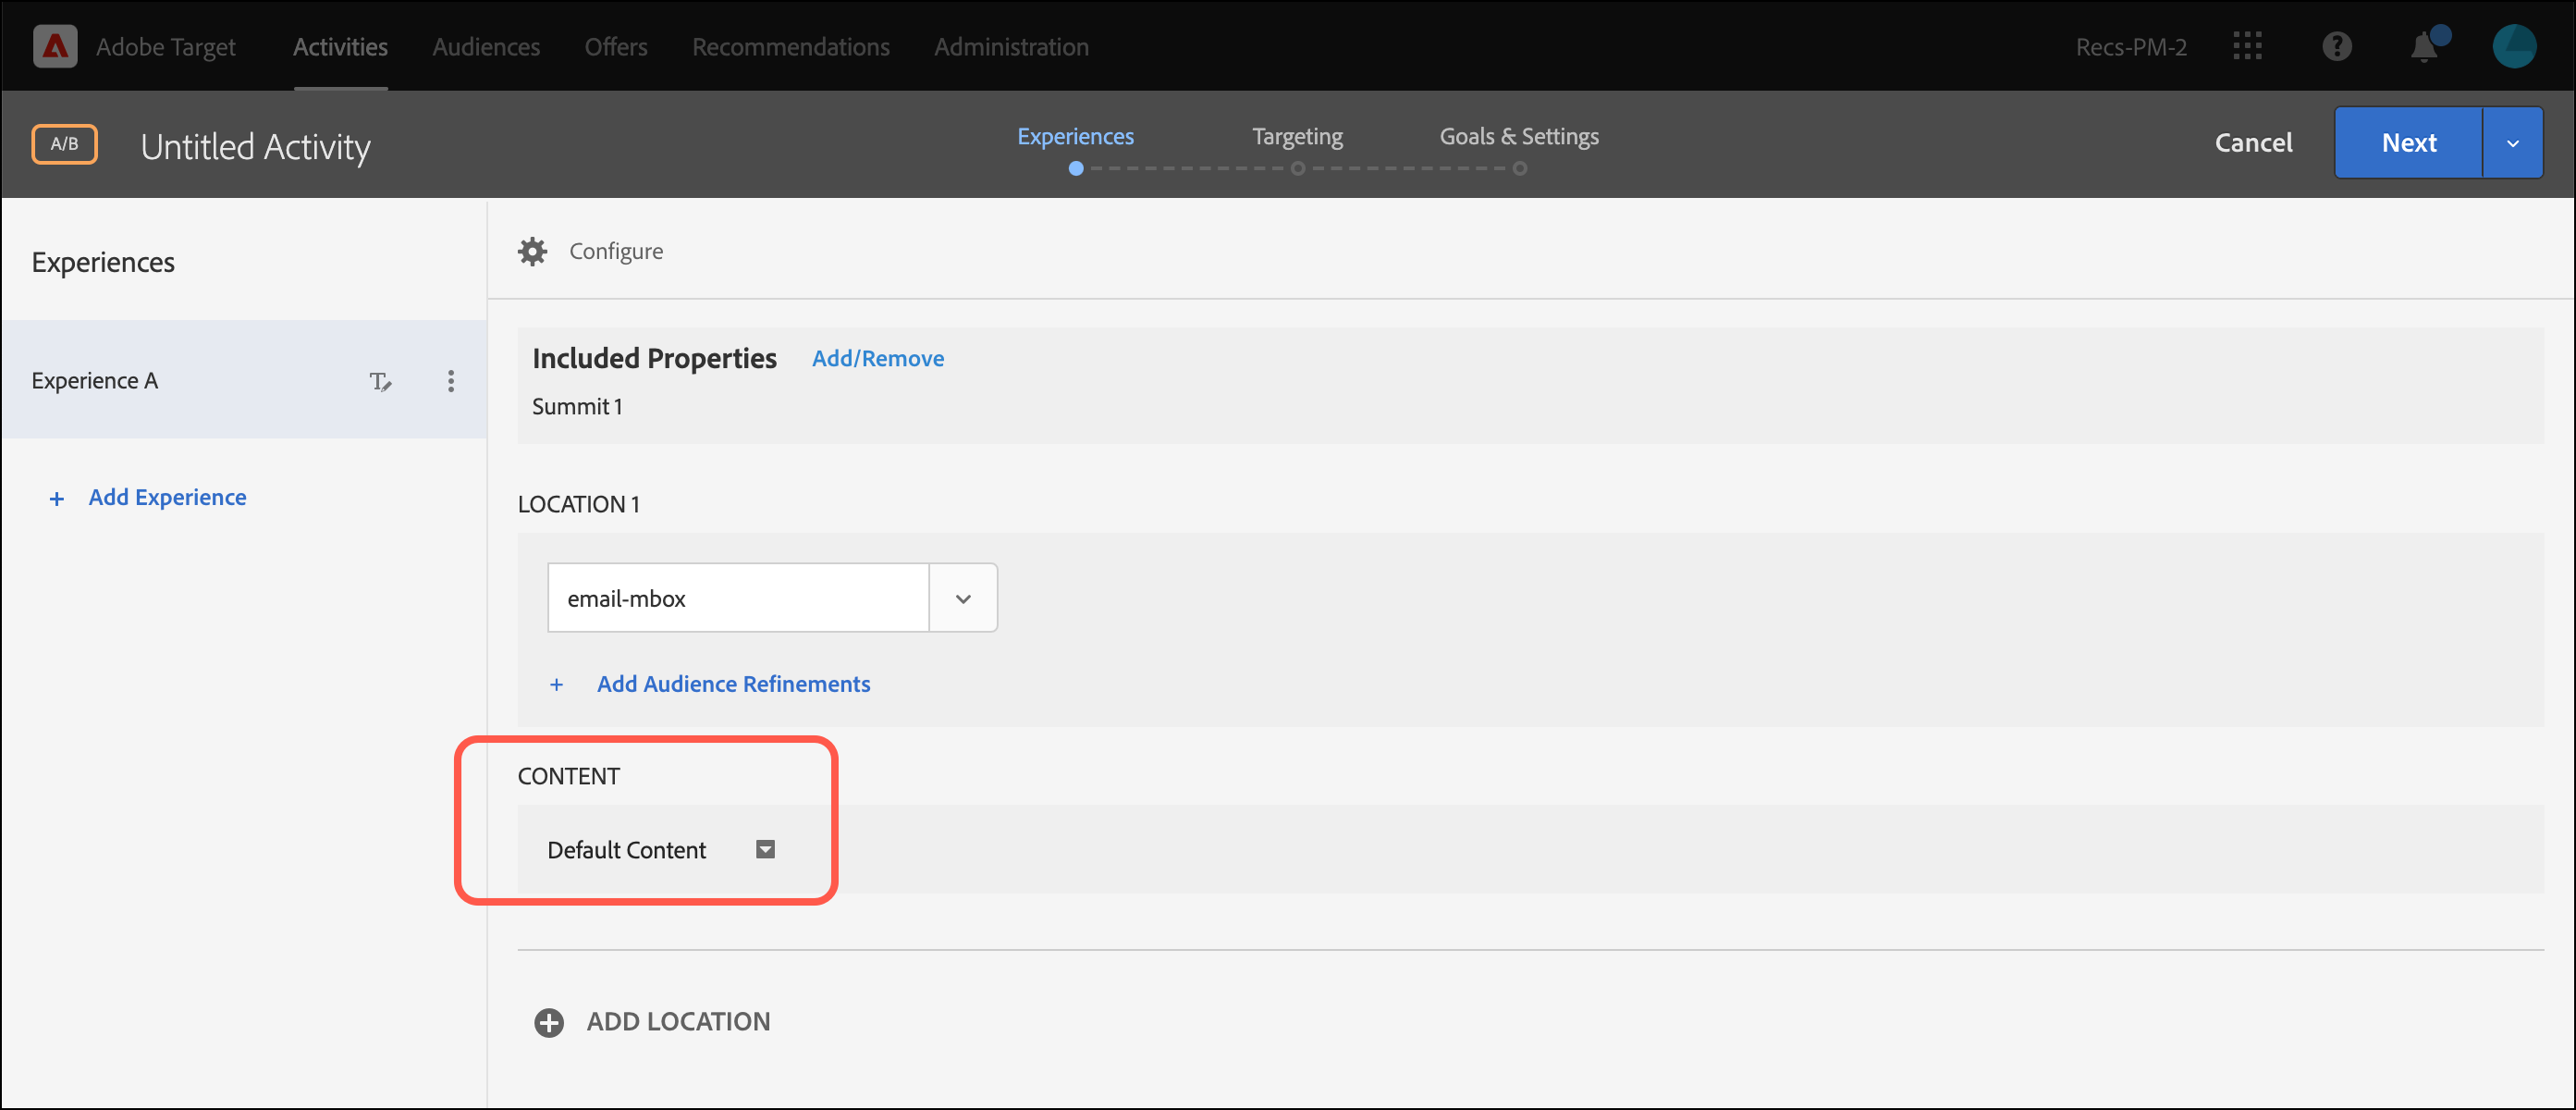 Adobe Target Activities Audiences Offers Recommendations Administration Recs-PM-2
A/B Untitled Activity Experiences Targeting Goals & Settings Cancel Next
Experiences
Configure
Included Properties Add/Remove
Summit 1
Experience A
+ Add Experience
LOCATION 1
email-mbox
+ Add Audience Refinements
CONTENT
Default Content
ADD LOCATION